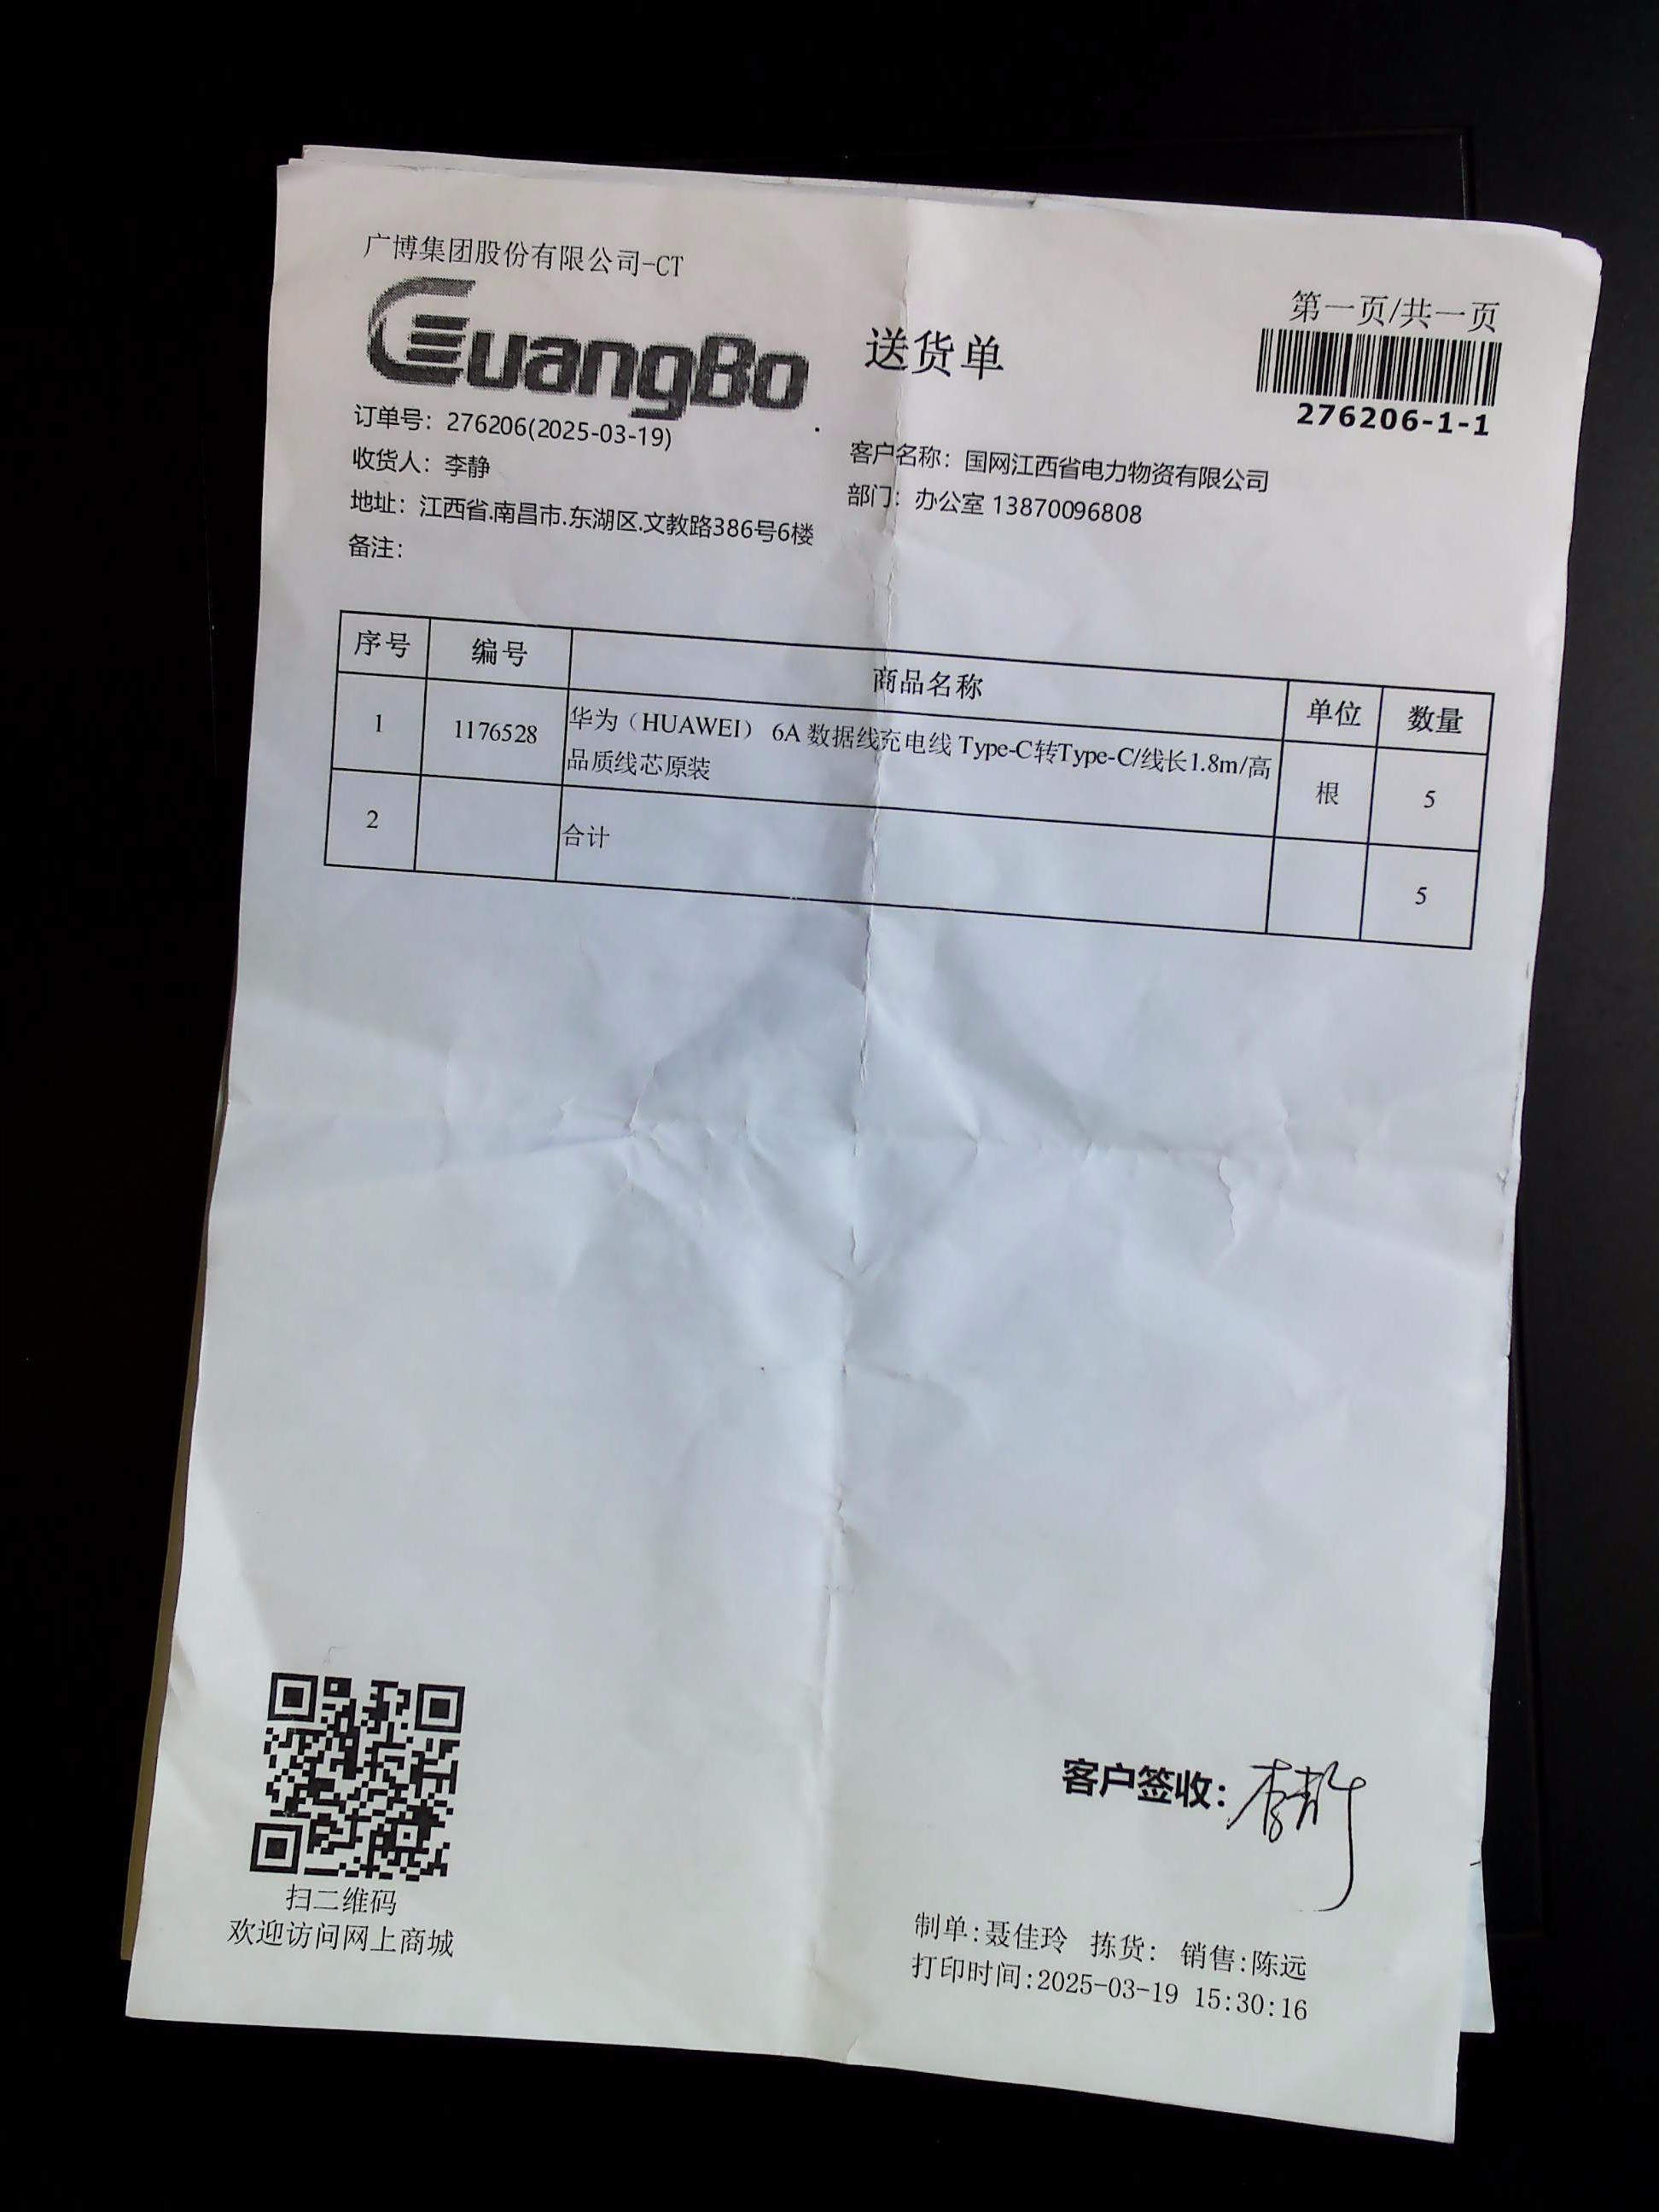 广博集团股份有限公司-CT
GuangBo
送货单
第一页/共一页
276206-1-1
订单号：276206(2025-03-19)
收货人：李静
客户名称：国网江西省电力物资有限公司
地址：江西省.南昌市.东湖区.文教路386号6楼
部门：办公室 13870096808
备注：
序号 编号 商品名称 单位 数量
1 1176528 华为（HUAWEI） 6A 数据线充电线 Type-C转Type-C/线长1.8m/高
品质线芯原装 根 5
2 合计 5
客户签收：李静
扫二维码
欢迎访问网上商城
制单:聂佳玲 拣货: 销售:陈远
打印时间:2025-03-19 15:30:16